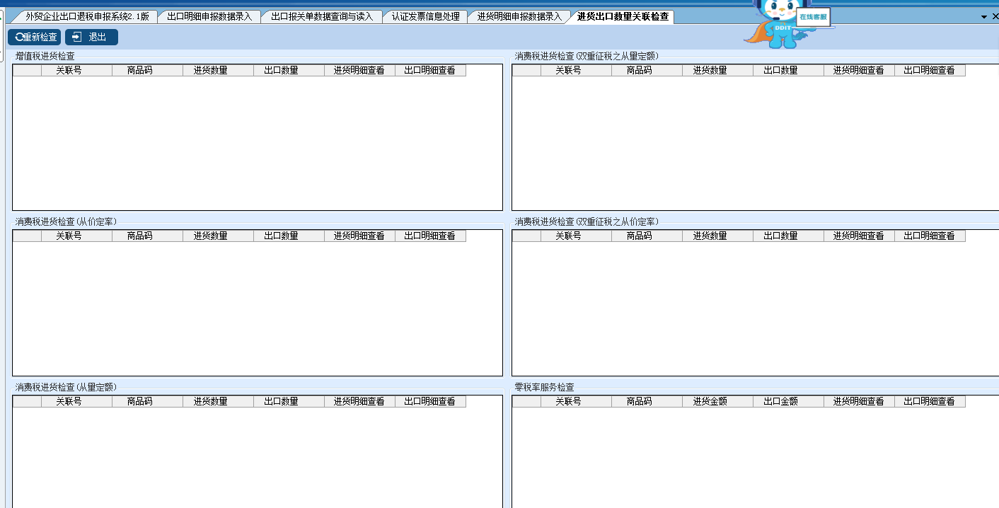 外贸企业出口退税申报系统2.1版 出口明细申报数据录入 出口报关单数据查询与读入 认证发票信息处理 进货明细申报数据录入 进货出口数量关联检查
在线客服
DDIT
重新检查 退出
增值税进货检查 消费税进货检查(双重征税之从量定额)
关联号 商品码 进货数量 出口数量 进货明细查看 出口明细查看 关联号 商品码 进货数量 出口数量 进货明细查看 出口明细查看
消费税进货检查(从价定率) 消费税进货检查(双重征税之从价定率)
关联号 商品码 进货数量 出口数量 进货明细查看 出口明细查看 关联号 商品码 进货数量 出口数量 进货明细查看 出口明细查看
消费税进货检查(从量定额) 零税率服务检查
关联号 商品码 进货数量 出口数量 进货明细查看 出口明细查看 关联号 商品码 进货金额 出口金额 进货明细查看 出口明细查看